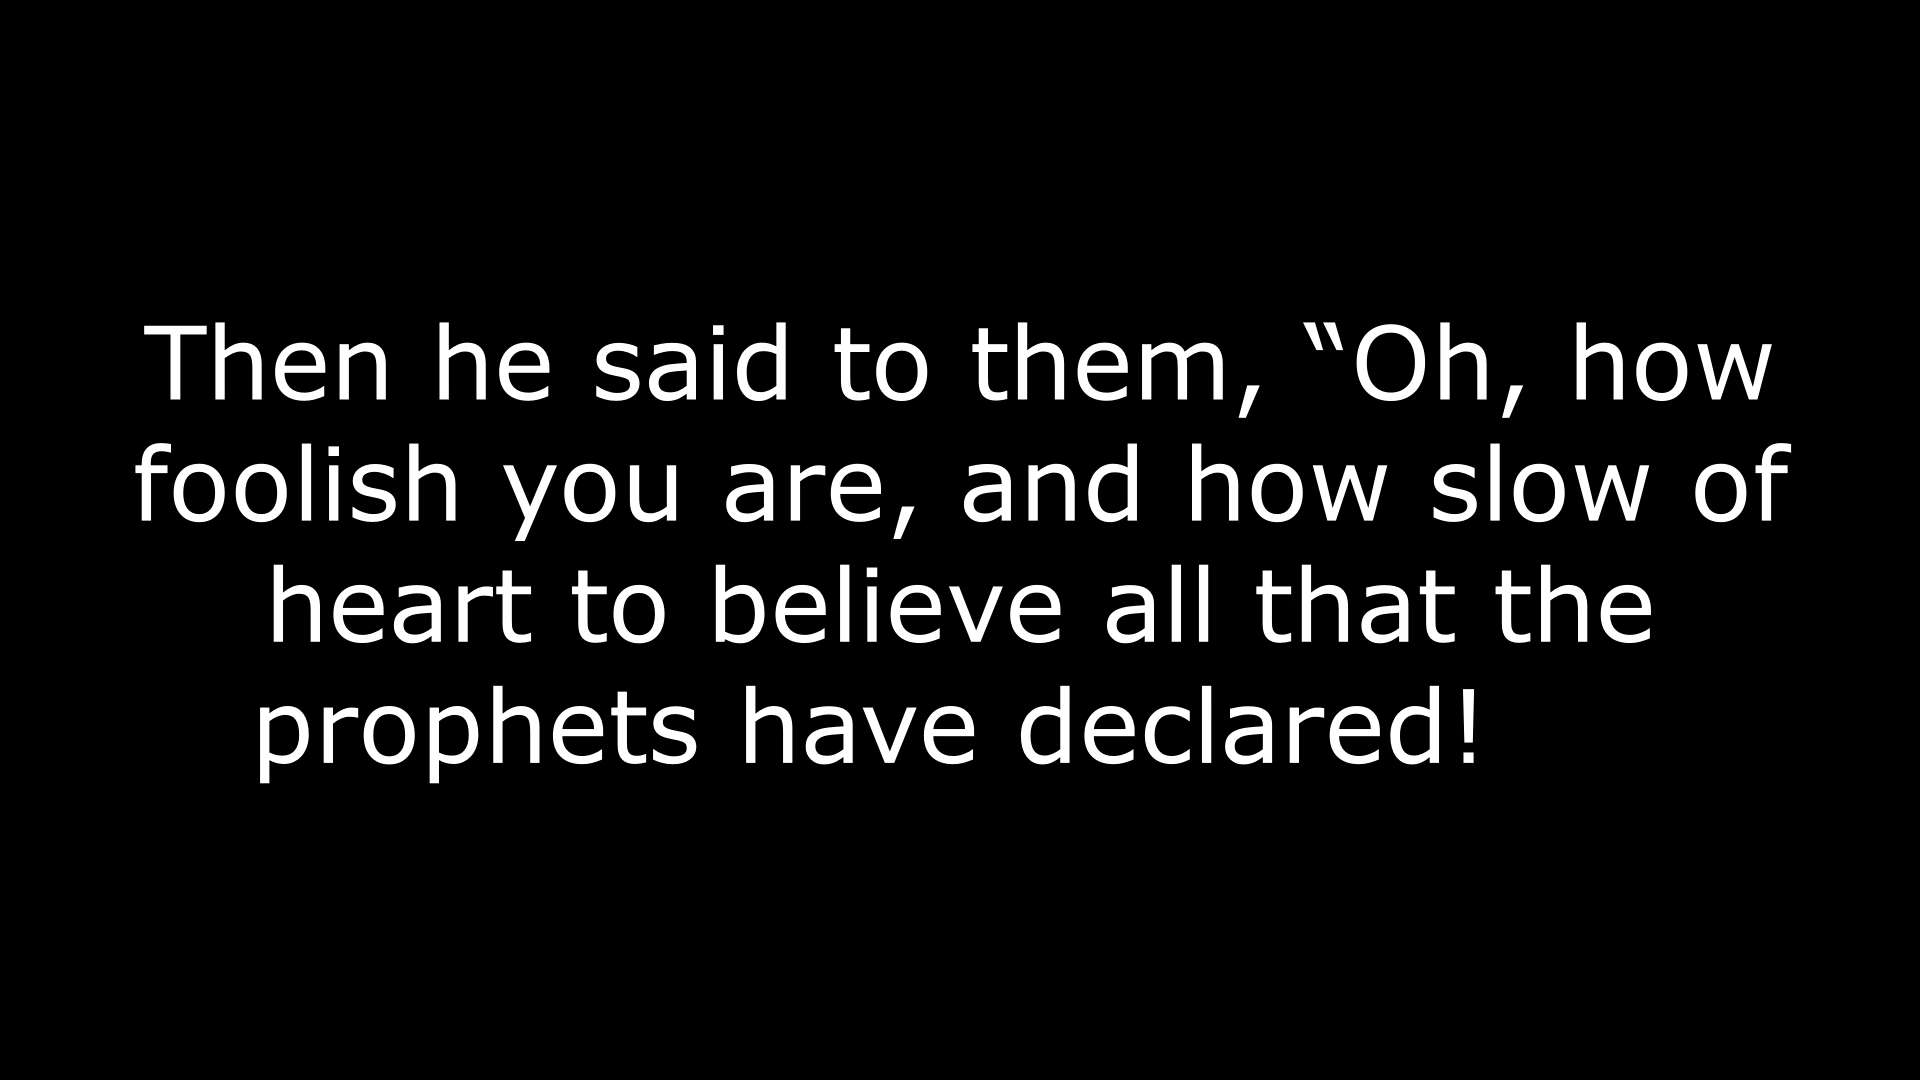 Then he said to them, “Oh, how
foolish you are, and how slow of
heart to believe all that the
prophets have declared!